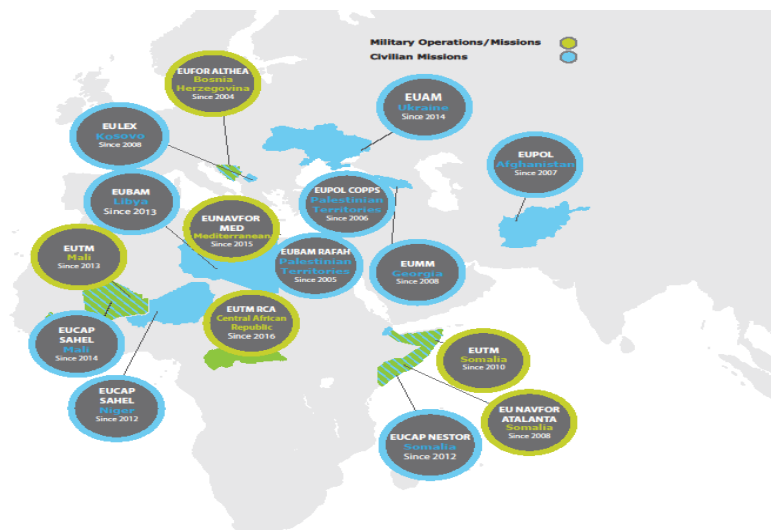 Military Operations/Missions
Civilian Missions
EUFOR ALTHEA
Bosnia
Herzegovina
Since 2004
EULEX
Kosovo
Since 2008
EUAM
Ukraine
Since 2014
EUPOL
Afghanistan
Since 2007
EUBAM
Libya
Since 2013
EUPOL COPPS
Palestinian
Territories
Since 2006
EUNAVFOR
MED
Mediterranean
Since 2015
EUTM
Mali
Since 2013
EUBAM RAFAH
Palestinian
Territories
Since 2005
EUMM
Georgia
Since 2008
EUTM RCA
Central African
Republic
Since 2016
EUCAP
SAHEL
Mali
Since 2014
EUTM
Somalia
Since 2010
EUCAP
SAHEL
Niger
Since 2012
EU NAVFOR
ATALANTA
Somalia
Since 2008
EUCAP NESTOR
Somalia
Since 2012